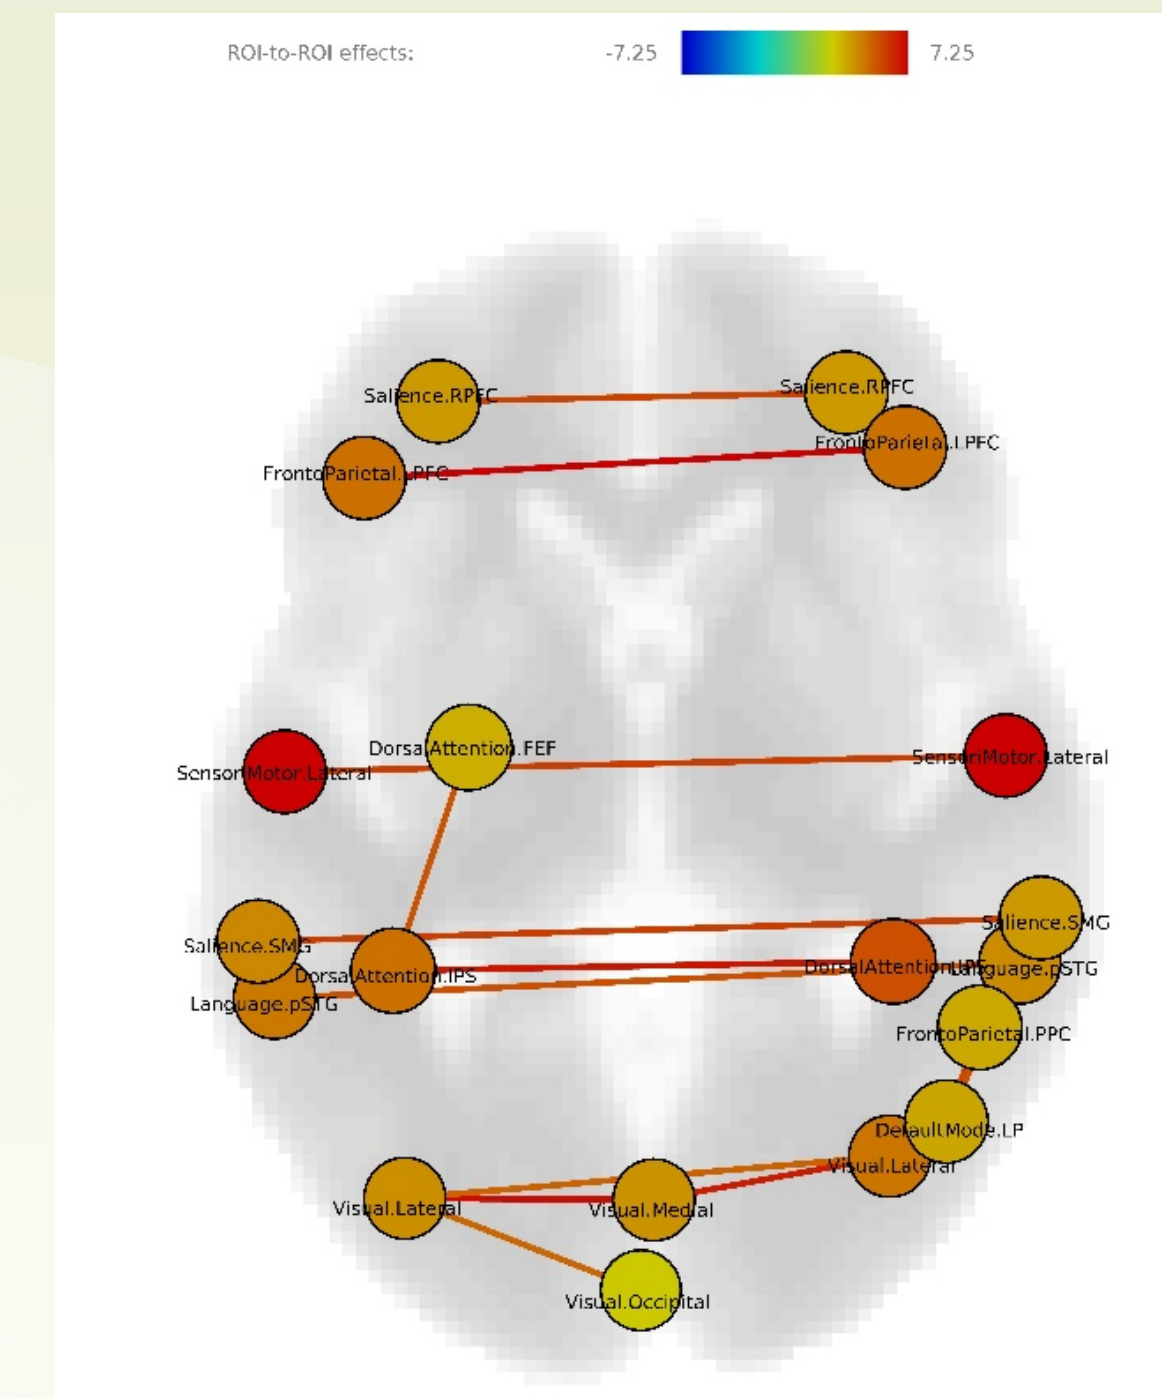 ROI-to-ROI effects: -7.25 7.25
Salience.RPFC Salience.RPFC
FrontoParietal.LPFC
FrontoParietal.LPFC
DorsalAttention.FEF
SensoriMotor.Lateral SensoriMotor.Lateral
Salience.SMG Salience.SMG
DorsalAttention.IPS DorsalAttention.IPS Language.pSTG
Language.pSTG
FrontoParietal.PPC
DefaultMode.LP
Visual.Lateral
Visual.Lateral Visual.Medial
Visual.Occipital